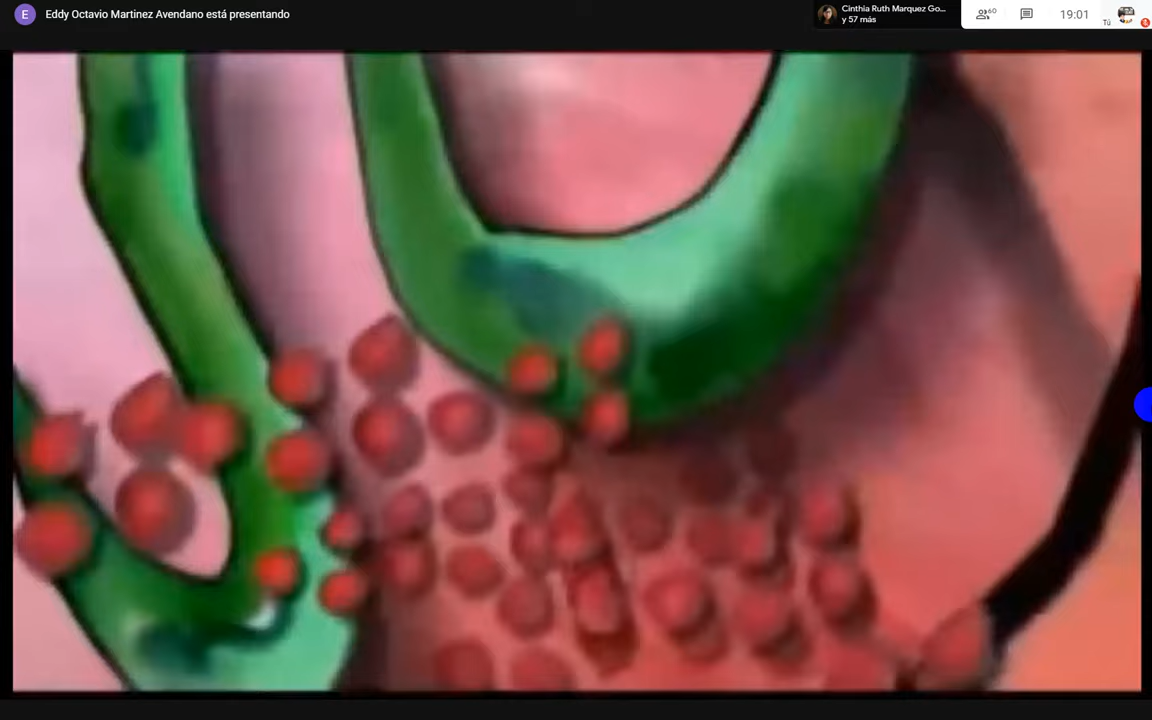 E
Eddy Octavio Martinez Avendano está presentando
Cinthia Ruth Marquez Go...
y 57 más
60
19:01
Tú